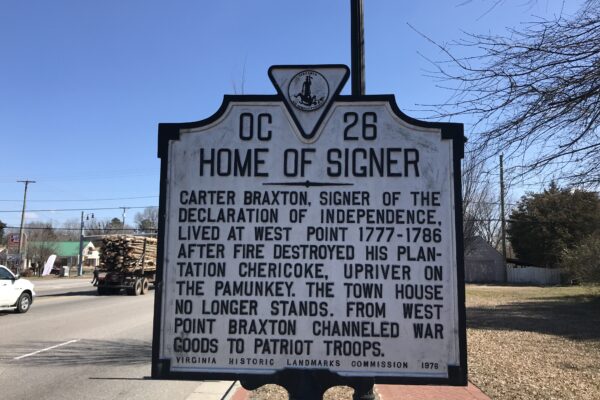 OC 26
HOME OF SIGNER
CARTER BRAXTON, SIGNER OF THE
DECLARATION OF INDEPENDENCE,
LIVED AT WEST POINT 1777-1786
AFTER FIRE DESTROYED HIS PLAN-
TATION CHERICOKE, UPRIVER ON
THE PAMUNKEY. THE TOWN HOUSE
NO LONGER STANDS. FROM WEST
POINT BRAXTON CHANNELED WAR
GOODS TO PATRIOT TROOPS.
VIRGINIA HISTORIC LANDMARKS COMMISSION 1976